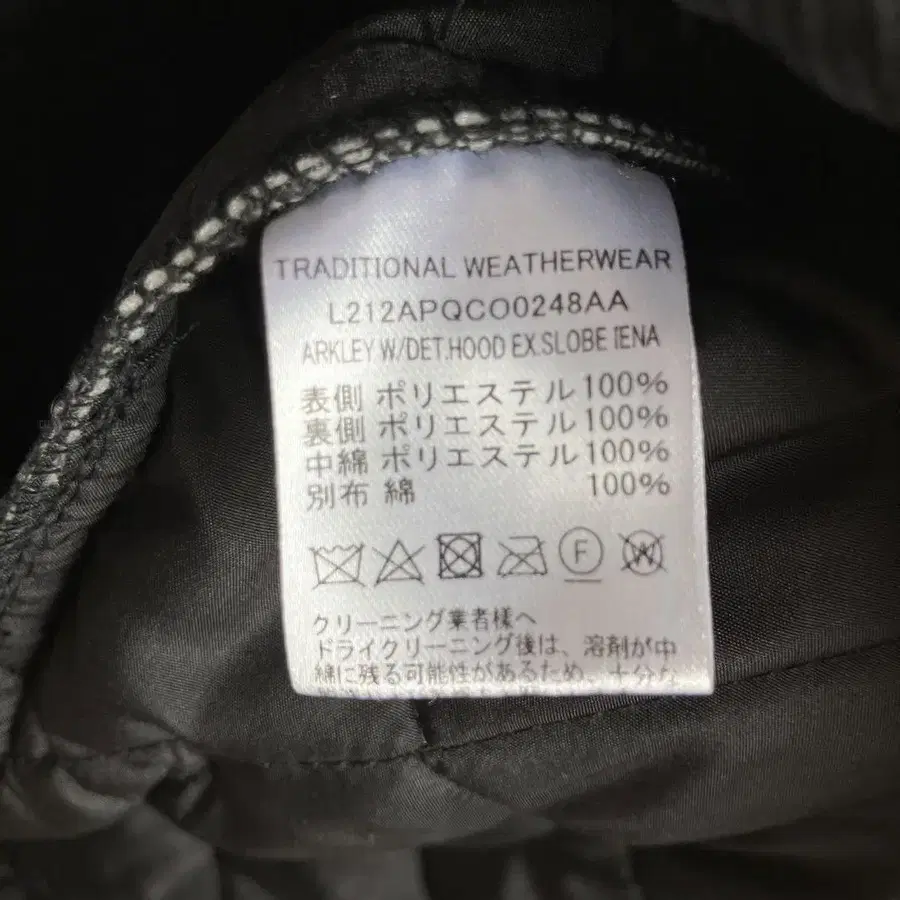 TRADITIONAL WEATHERWEAR
L212APQCO0248AA
ARKLEY W/DET.HOOD EX.SLOBE IENA
表側 ポリエステル 100%
裏側 ポリエステル 100%
中綿 ポリエステル 100%
別布 綿 100%
F W
クリーニング業者様へ
ドライクリーニング後は、溶剤が中
綿に残る可能性があるため、十分な